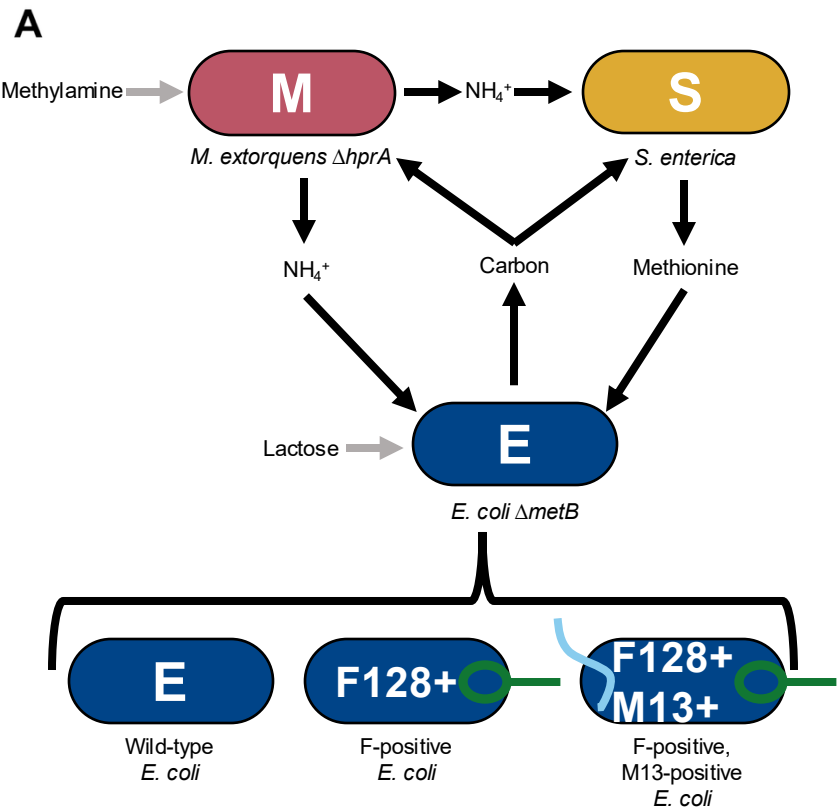 A
Methylamine
M
NH₄⁺
S
M. extorquens ΔhprA
S. enterica
NH₄⁺
Carbon
Methionine
Lactose
E
E. coli ΔmetB
E
F128+
F128+
M13+
Wild-type
E. coli
F-positive
E. coli
F-positive,
M13-positive
E. coli